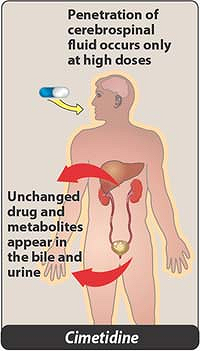 Penetration of
cerebrospinal
fluid occurs only
at high doses
Unchanged
drug and
metabolites
appear in
the bile and
urine
Cimetidine